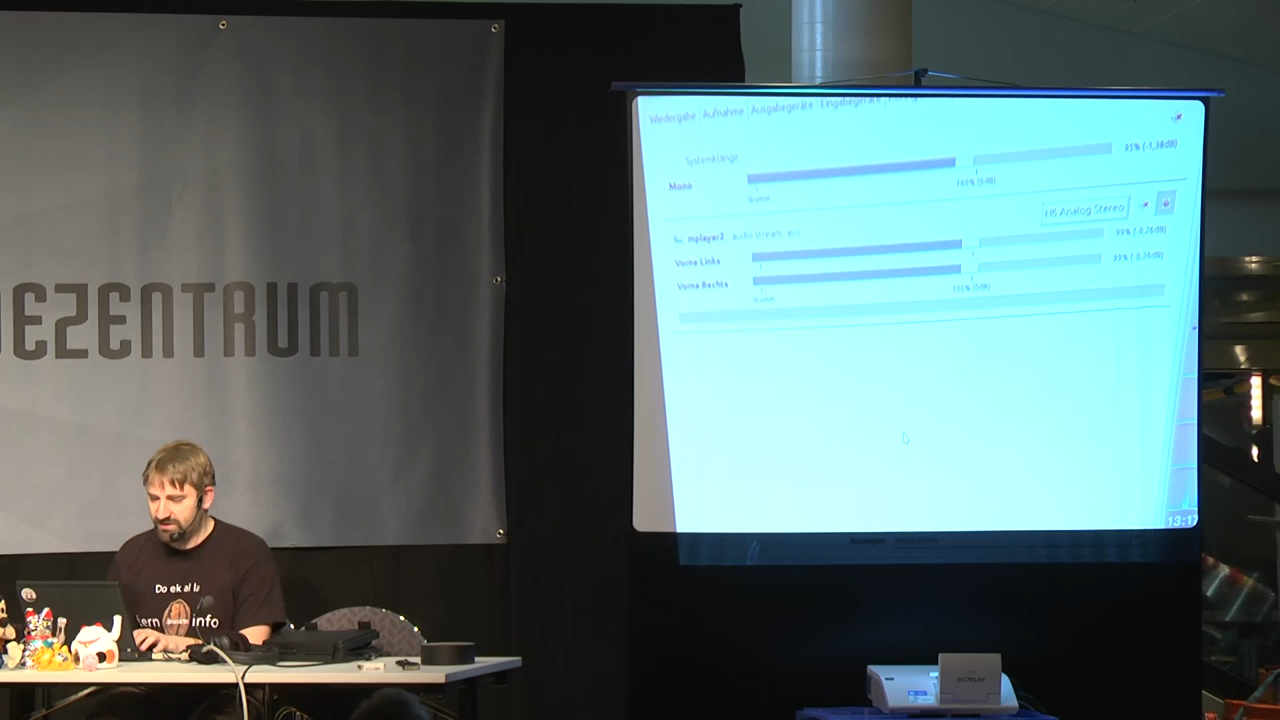 EZENTRUM
Wiedergabe Aufnahme Ausgabegeräte Eingabegeräte
Systemklänge
Mono
95% (-1,38dB)
Stumm
100% (0dB)
H6 Analog Stereo
mplayer2 audio stream
Vorne Links
99% (-0,26dB)
Vorne Rechts
99% (-0,26dB)
Stumm
100% (0dB)
13:17
Do ek al la
kern info